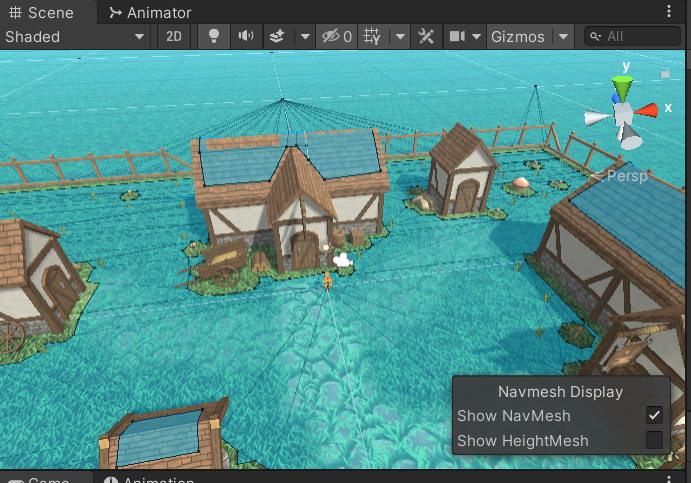 Scene
Animator
Shaded
2D
0
Gizmos
All
y
x
Persp
Navmesh Display
Show NavMesh
Show HeightMesh
Game
Animation